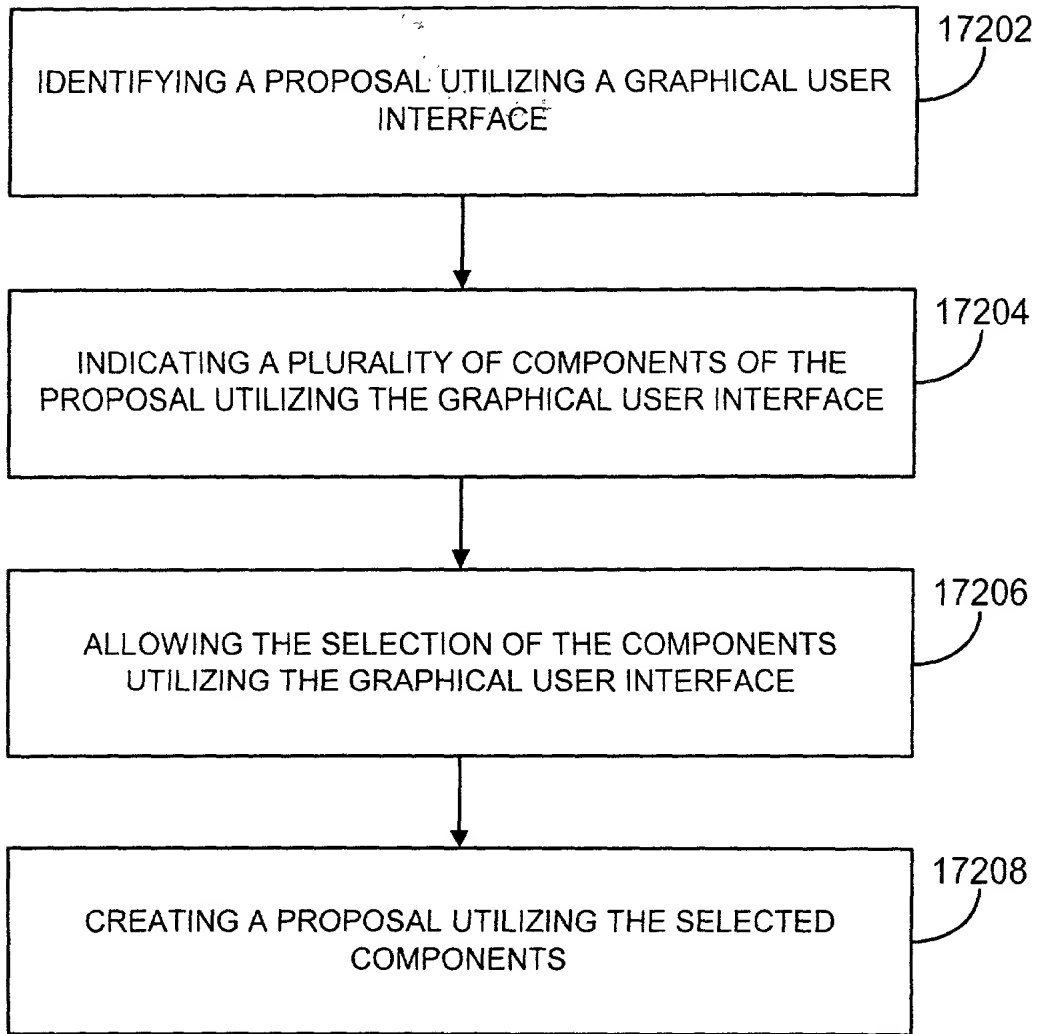 17202
IDENTIFYING A PROPOSAL UTILIZING A GRAPHICAL USER
INTERFACE
17204
INDICATING A PLURALITY OF COMPONENTS OF THE
PROPOSAL UTILIZING THE GRAPHICAL USER INTERFACE
17206
ALLOWING THE SELECTION OF THE COMPONENTS
UTILIZING THE GRAPHICAL USER INTERFACE
17208
CREATING A PROPOSAL UTILIZING THE SELECTED
COMPONENTS